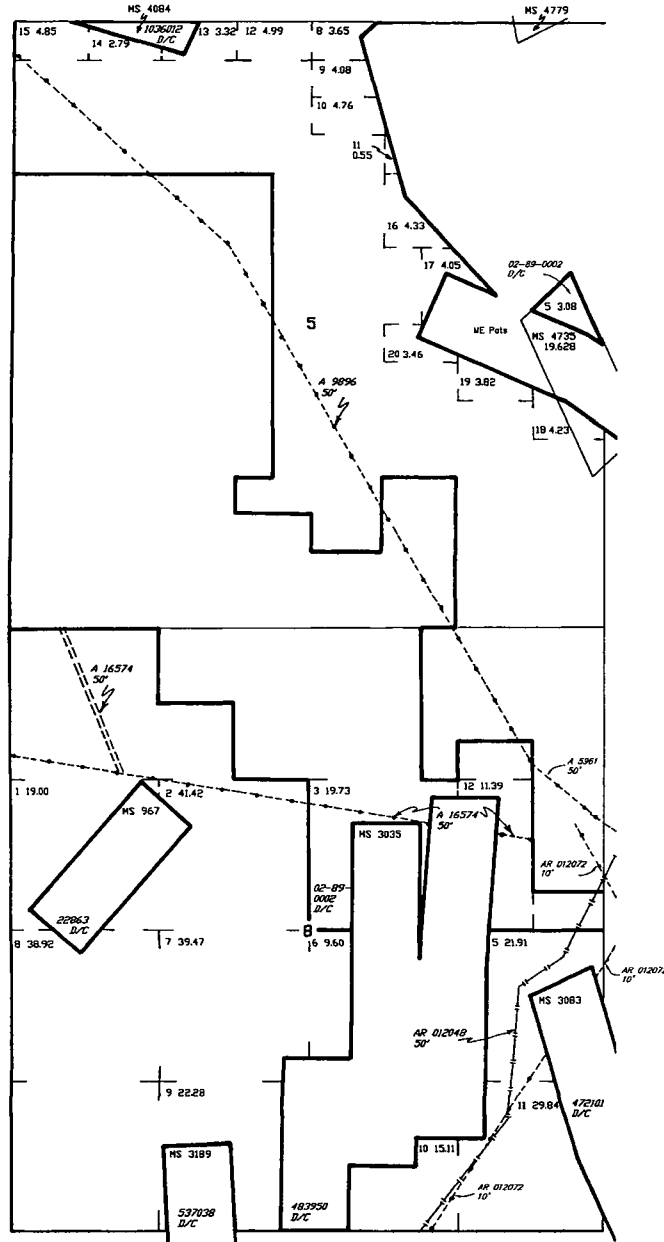 MS 4084
MS 4779
15 4.85
1036012
D/C
13 3.32
12 4.99
8 3.65
14 2.79
9 4.08
10 4.76
11
0.55
16 4.33
17 4.05
02-89-0002
D/C
5 3.08
5
ME Pats
MS 4735
19.628
20 3.46
A 9896
50'
19 3.82
18 4.23
A 16574
50'
A 5961
50'
1 19.00
2 41.42
3 19.73
12 11.39
MS 967
MS 3035
A 16574
50'
AR 012072
10'
02-89-
0002
D/C
22863
D/C
8 38.92
7 39.47
8
6 9.60
5 21.91
AR 012072
10'
MS 3083
AR 012048
50'
9 22.28
11 29.84
472101
D/C
MS 3189
10 15.11
AR 012072
10'
537038
D/C
483950
D/C